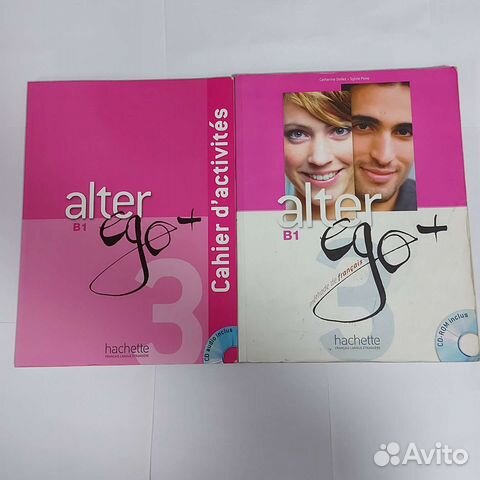 alter
ego+
B1
3
Cahier d'activités
hachette
FRANÇAIS LANGUE ÉTRANGÈRE
CD audio inclus
Catherine Dollez • Sylvie Pons
alter
ego+
B1
méthode de français
3
hachette
FRANÇAIS LANGUE ÉTRANGÈRE
CD-ROM inclus
Avito